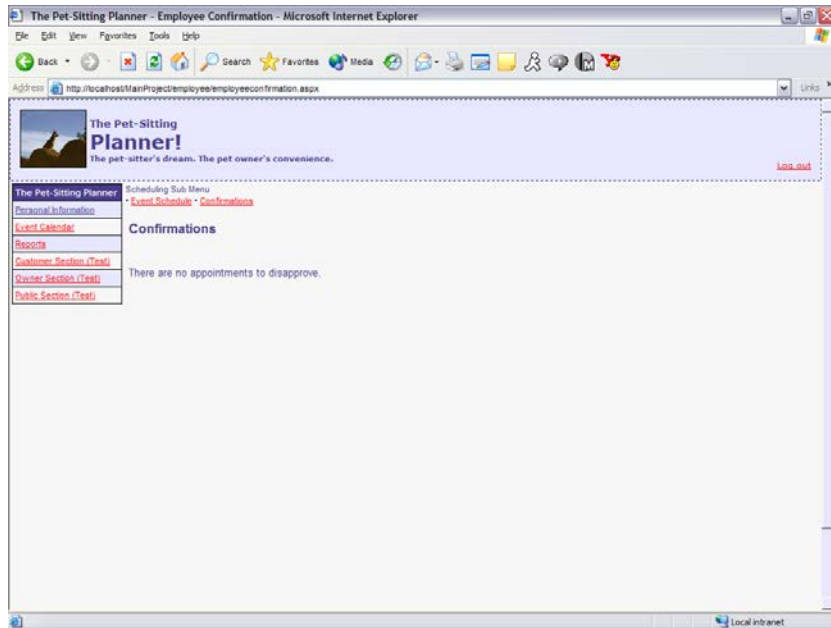 The Pet-Sitting Planner - Employee Confirmation - Microsoft Internet Explorer
File Edit View Favorites Tools Help
Back Search Favorites Media
Address http://localhost/MainProject/employee/employeeconfirmation.aspx Links
The Pet-Sitting
Planner!
The pet-sitter's dream. The pet owner's convenience.
Log out
The Pet-Sitting Planner
Personal Information
Event Calendar
Reports
Customer Section (Test)
Owner Section (Test)
Public Section (Test)
Scheduling Sub Menu
• Event Schedule • Confirmations
Confirmations
There are no appointments to disapprove.
Local intranet